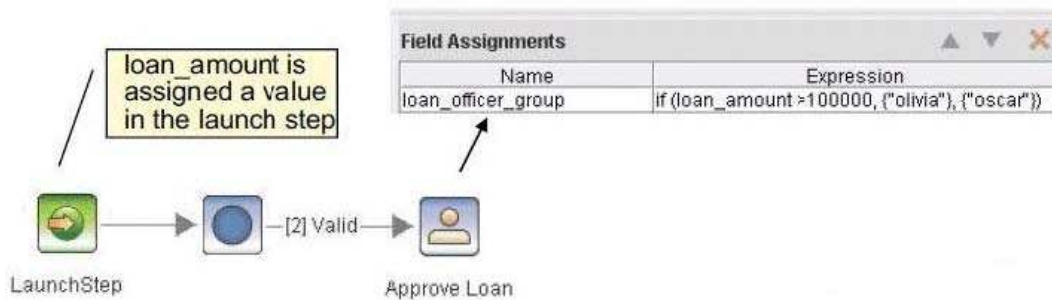 loan_amount is
assigned a value
in the launch step
Field Assignments
Name Expression
loan_officer_group if (loan_amount >100000, {"olivia"}, {"oscar"})
[2] Valid
LaunchStep
Approve Loan